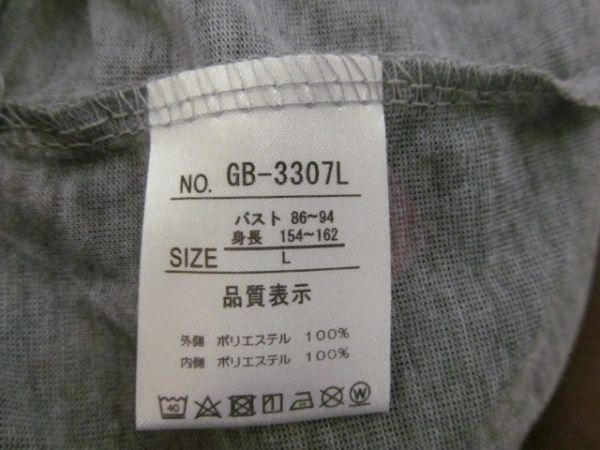 NO. GB-3307L
バスト 86~94
身長 154~162
SIZE L
品質表示
外側 ポリエステル 100%
内側 ポリエステル 100%
40 W